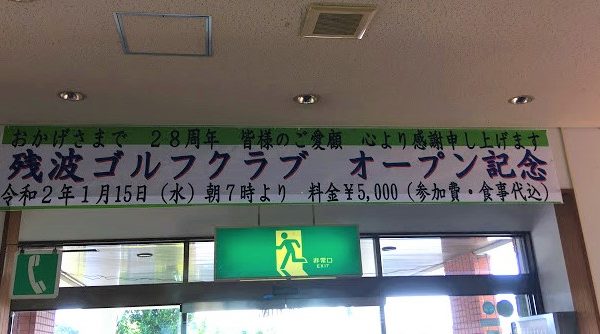 おかげさまで 28周年 皆様のご愛顧 心より感謝申し上げます
残波ゴルフクラブ オープン記念
令和2年1月15日(水)朝7時より 料金¥5,000(参加費・食事代込)
非常口
EXIT